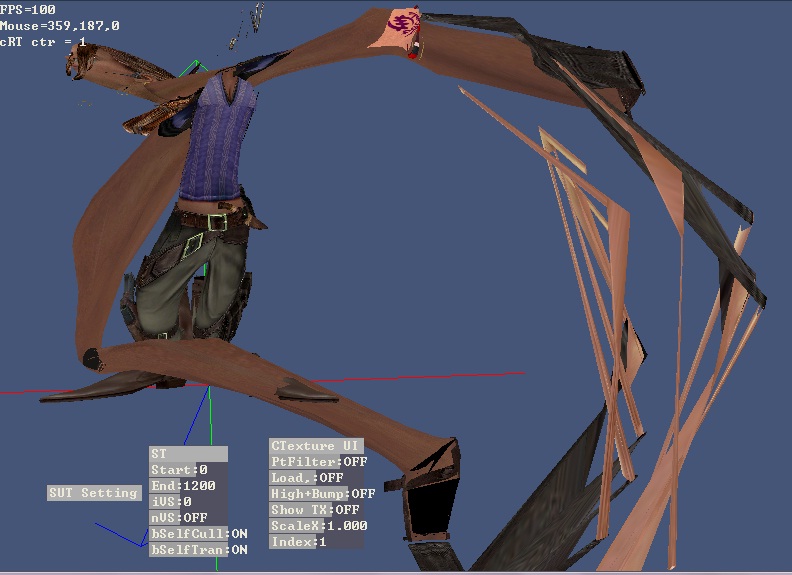 FPS=100
Mouse=359,187,0
cRT ctr = 1
SUT Setting
ST
Start:0
End:1200
iVS:0
nVS:OFF
bSelfCull:ON
bSelfTran:ON
CTexture UI
PtFilter:OFF
Load,:OFF
High+Bump:OFF
Show TX:OFF
ScaleX:1.000
Index:1